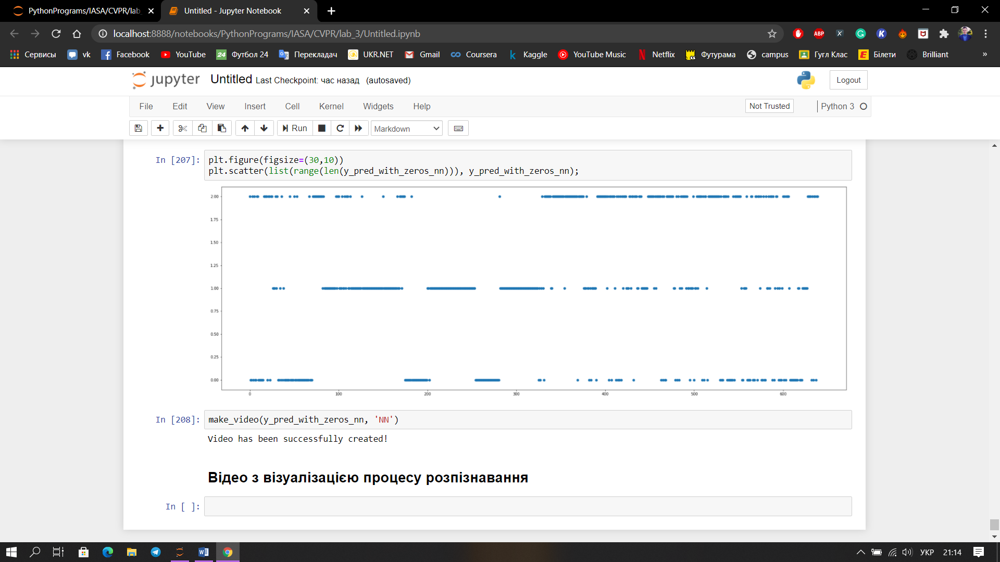 PythonPrograms/IASA/CVPR/lab_
Untitled - Jupyter Notebook
localhost:8888/notebooks/PythonPrograms/IASA/CVPR/lab_3/Untitled.ipynb
ABP
Сервисы vk Facebook YouTube 24 Футбол 24 Перекладач UKR.NET Gmail Coursera Kaggle YouTube Music Netflix Футурама campus Гугл Клас Білети Brilliant »
jupyter Untitled Last Checkpoint: час назад (autosaved) Logout
File Edit View Insert Cell Kernel Widgets Help Not Trusted Python 3
Run Markdown
In [207]: plt.figure(figsize=(30,10))
plt.scatter(list(range(len(y_pred_with_zeros_nn))), y_pred_with_zeros_nn);
2.00
1.75
1.50
1.25
1.00
0.75
0.50
0.25
0.00
0 100 200 300 400 500 600
In [208]: make_video(y_pred_with_zeros_nn, 'NN')
Video has been successfully created!
Відео з візуалізацією процесу розпізнавання
In [ ]:
УКР 21:14